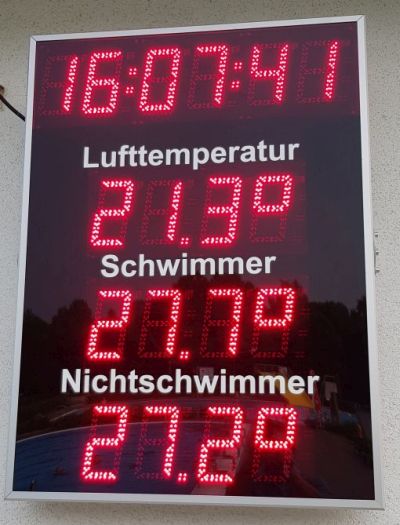 16:07:41
Lufttemperatur
21.3°
Schwimmer
27.7°
Nichtschwimmer
27.2°